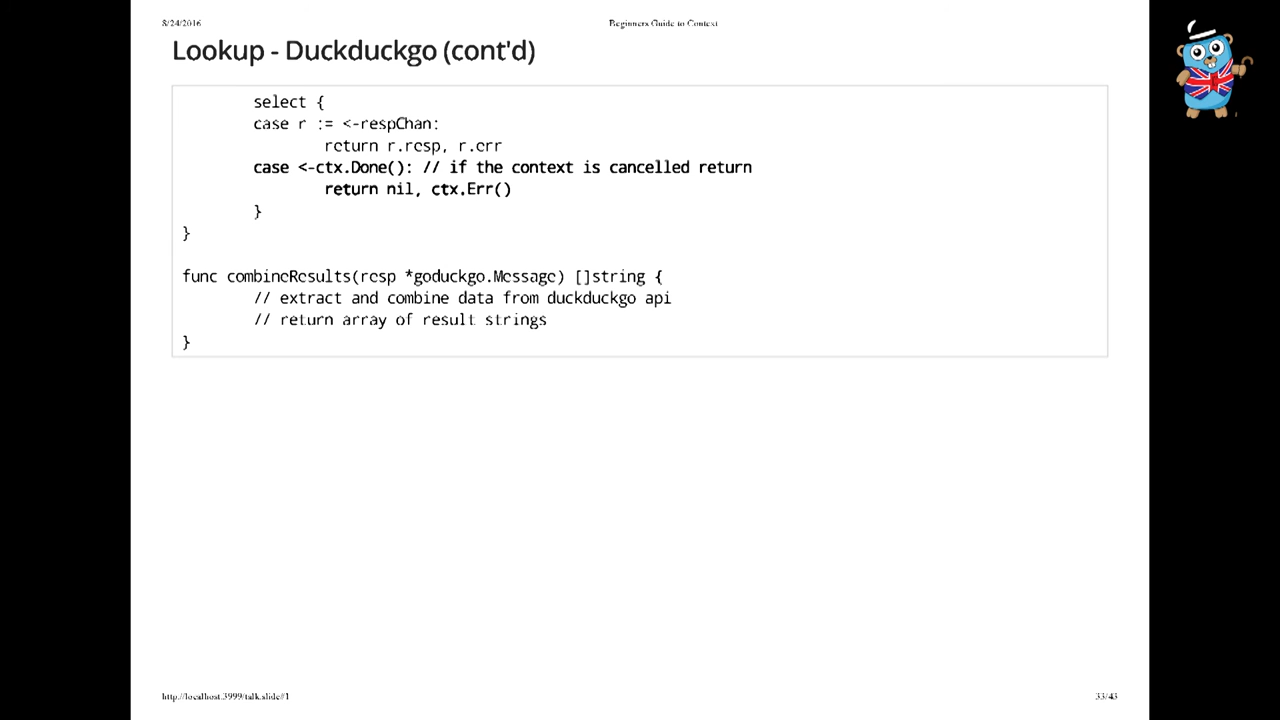 8/24/2016
Beginners Guide to Context
Lookup - Duckduckgo (cont'd)
select {
case r := <-respChan:
return r.resp, r.err
case <-ctx.Done(): // if the context is cancelled return
return nil, ctx.Err()
}
}
func combineResults(resp *goduckgo.Message) []string {
// extract and combine data from duckduckgo api
// return array of result strings
}
http://localhost:3999/talk.slide#1
33/43